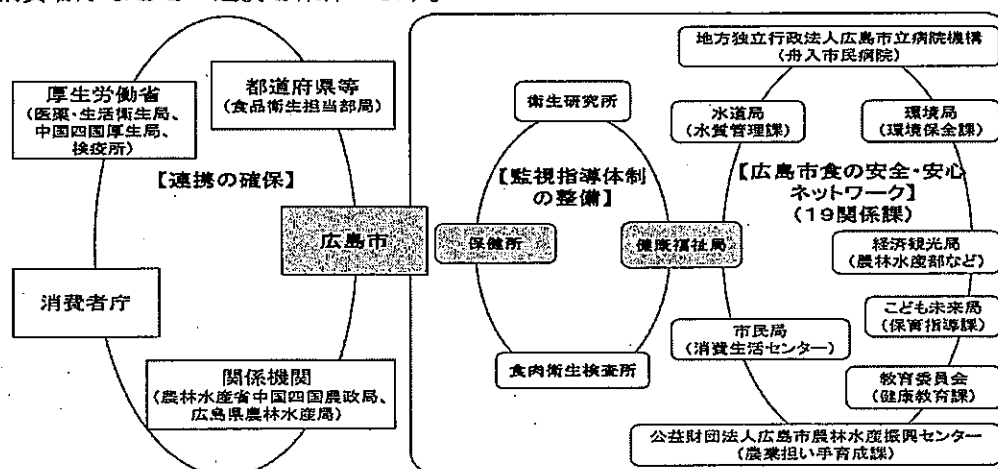 厚生労働省
(医薬・生活衛生局、
中国四国厚生局、
検疫所)
都道府県等
(食品衛生担当部局)
【連携の確保】
広島市
消費者庁
関係機関
(農林水産省中国四国農政局、
広島県農林水産局)
衛生研究所
【監視指導体制
の整備】
保健所
健康福祉局
食肉衛生検査所
地方独立行政法人広島市立病院機構
(舟入市民病院)
水道局
(水質管理課)
環境局
(環境保全課)
【広島市食の安全・安心
ネットワーク】
(19関係課)
経済観光局
(農林水産部など)
こども未来局
(保育指導課)
市民局
(消費生活センター)
教育委員会
(健康教育課)
公益財団法人広島市農林水産振興センター
(農業担い手育成課)